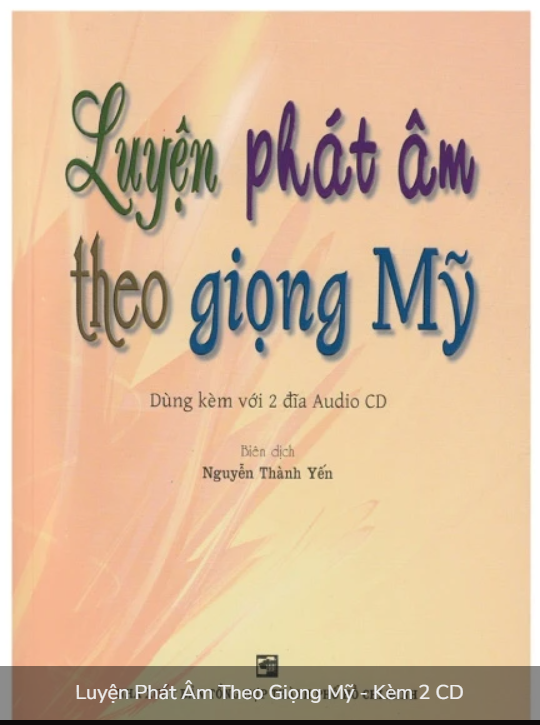 Luyện phát âm
theo giọng Mỹ
Dùng kèm với 2 đĩa Audio CD
Biên dịch
Nguyễn Thành Yến
Luyện Phát Âm Theo Giọng Mỹ - Kèm 2 CD